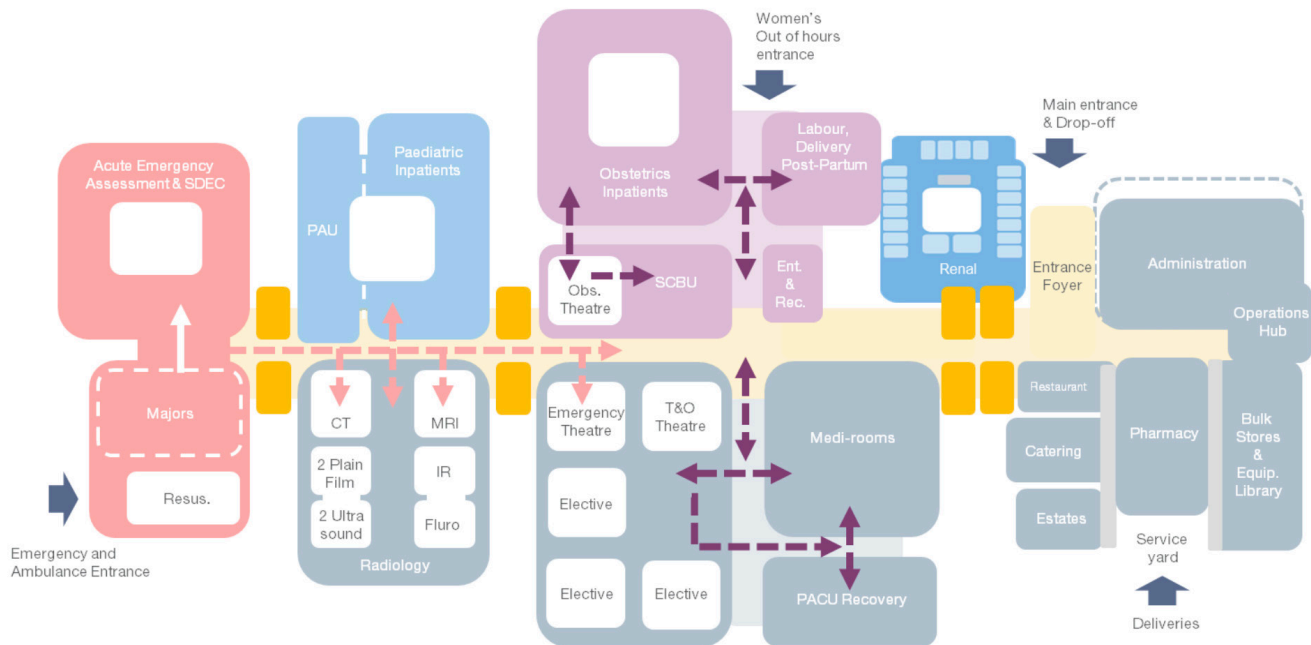 Women's
Out of hours
entrance
Main entrance
& Drop-off
Acute Emergency
Assessment & SDEC
PAU
Paediatric
Inpatients
Obstetrics
Inpatients
Labour,
Delivery
Post-Partum
Renal
Obs.
Theatre
SCBU
Ent.
&
Rec.
Entrance
Foyer
Administration
Operations
Hub
Majors
Resus.
Emergency and
Ambulance Entrance
CT
MRI
2 Plain
Film
IR
2 Ultra
sound
Fluro
Radiology
Emergency
Theatre
T&O
Theatre
Elective
Elective
Elective
Medi-rooms
PACU Recovery
Restaurant
Catering
Estates
Pharmacy
Bulk
Stores
&
Equip.
Library
Service
yard
Deliveries